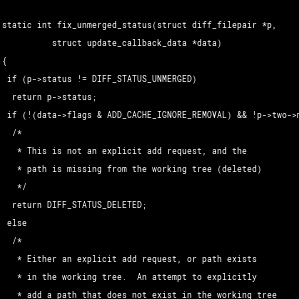 static int fix_unmerged_status(struct diff_filepair *p,
struct update_callback_data *data)
{
if (p->status != DIFF_STATUS_UNMERGED)
return p->status;
if (!(data->flags & ADD_CACHE_IGNORE_REMOVAL) && !p->two->
/*
* This is not an explicit add request, and the
* path is missing from the working tree (deleted)
*/
return DIFF_STATUS_DELETED;
else
/*
* Either an explicit add request, or path exists
* in the working tree.  An attempt to explicitly
* add a path that does not exist in the working tree